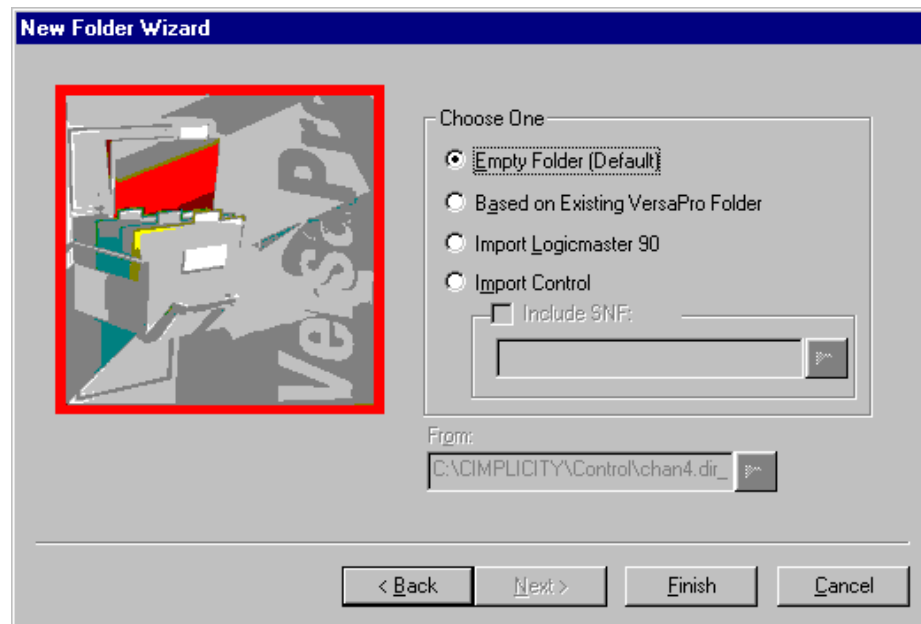 New Folder Wizard
VersaPro
Choose One
Empty Folder (Default)
Based on Existing VersaPro Folder
Import Logicmaster 90
Import Control
Include SNF:
From:
C:\CIMPLICITY\Control\chan4.dir_
< Back
Next >
Finish
Cancel